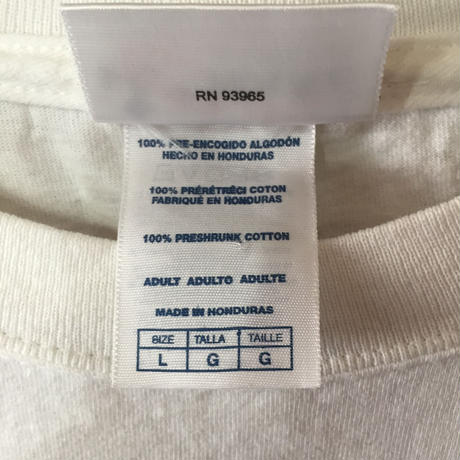 RN 93965
100% PRE-ENCOGIDO ALGODÓN
HECHO EN HONDURAS
100% PRÉRÉTRÉCI COTON
FABRIQUÉ EN HONDURAS
100% PRESHRUNK COTTON
ADULT ADULTO ADULTE
MADE IN HONDURAS
SIZE TALLA TAILLE
L G G